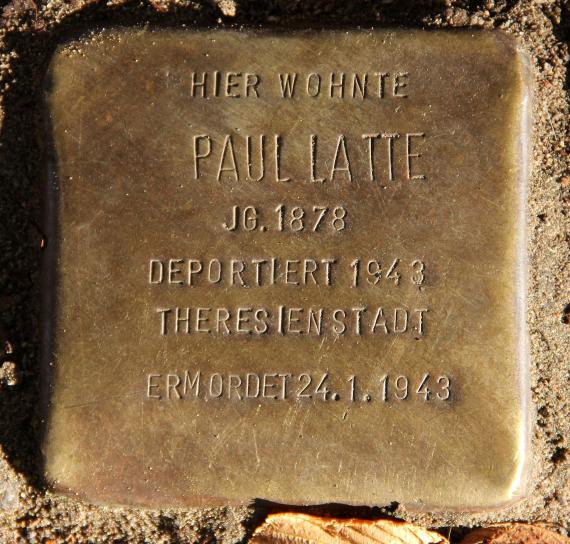 HIER WOHNTE
PAUL LATTE
JG. 1878
DEPORTIERT 1943
THERESIENSTADT
ERMORDET 24.1.1943